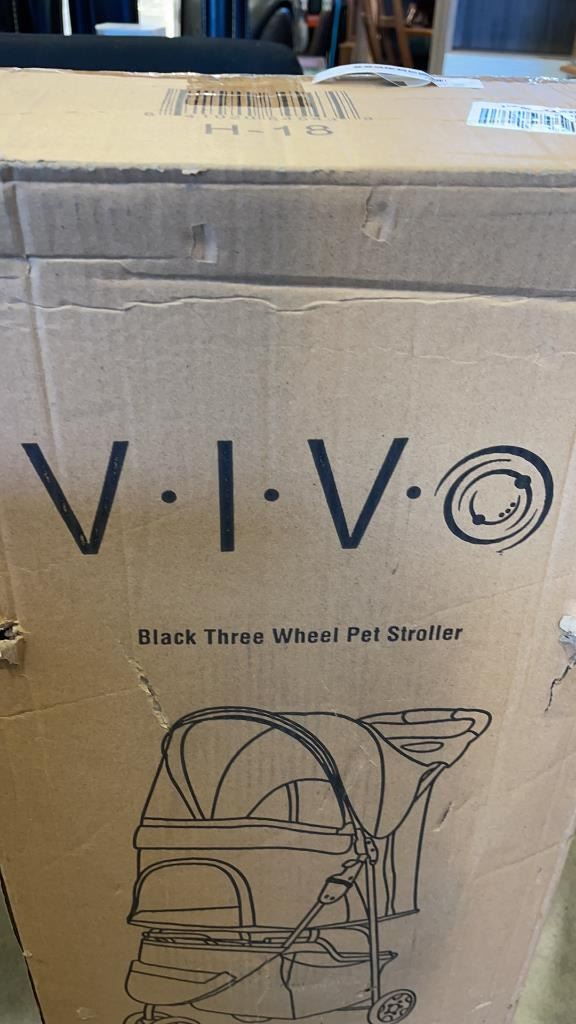 H-18
V·I·V·O
Black Three Wheel Pet Stroller